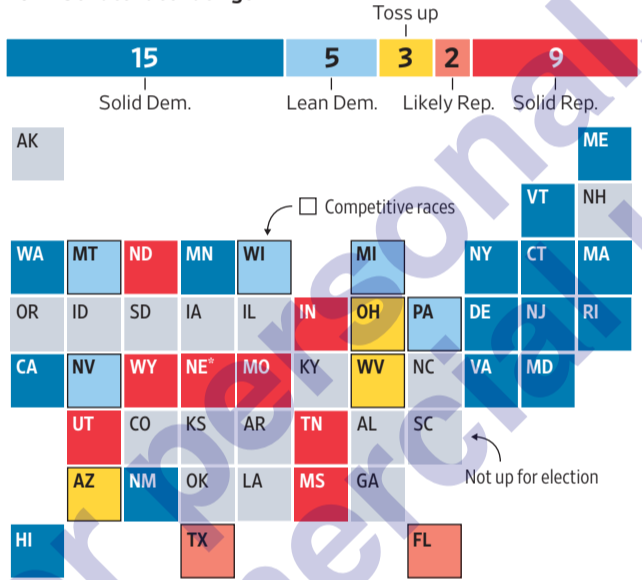 Toss up
15 5 3 2 9
Solid Dem. Lean Dem. Likely Rep. Solid Rep.
AK ME
VT NH
Competitive races
WA MT ND MN WI MI NY CT MA
OR ID SD IA IL IN OH PA DE NJ RI
CA NV WY NE* MO KY WV NC VA MD
UT CO KS AR TN AL SC
Not up for election
AZ NM OK LA MS GA
HI TX FL
personal